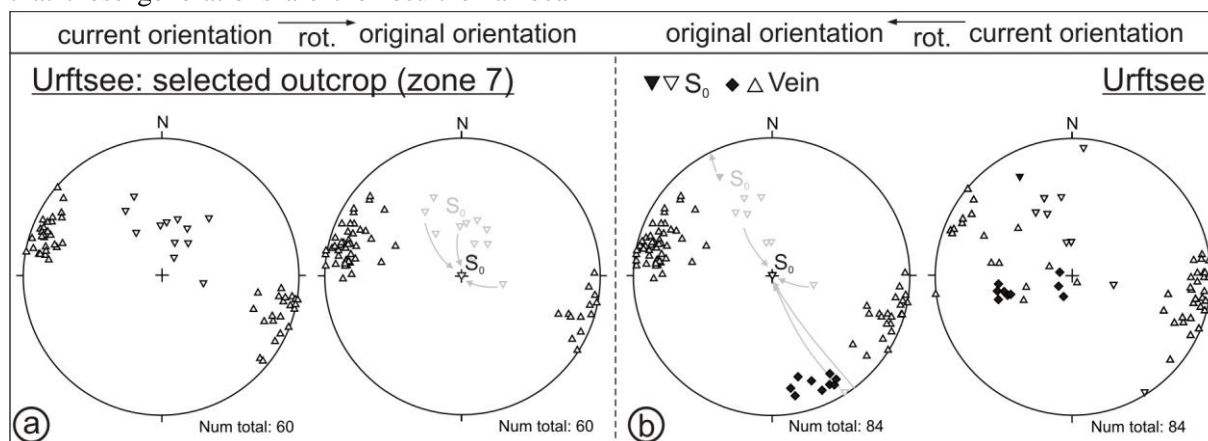 current orientation rot. original orientation
original orientation rot. current orientation
Urftsee: selected outcrop (zone 7)
S0 Vein
Urftsee
N
N
N
N
S0
S0
S0
S0
a
Num total: 60
Num total: 60
b
Num total: 84
Num total: 84